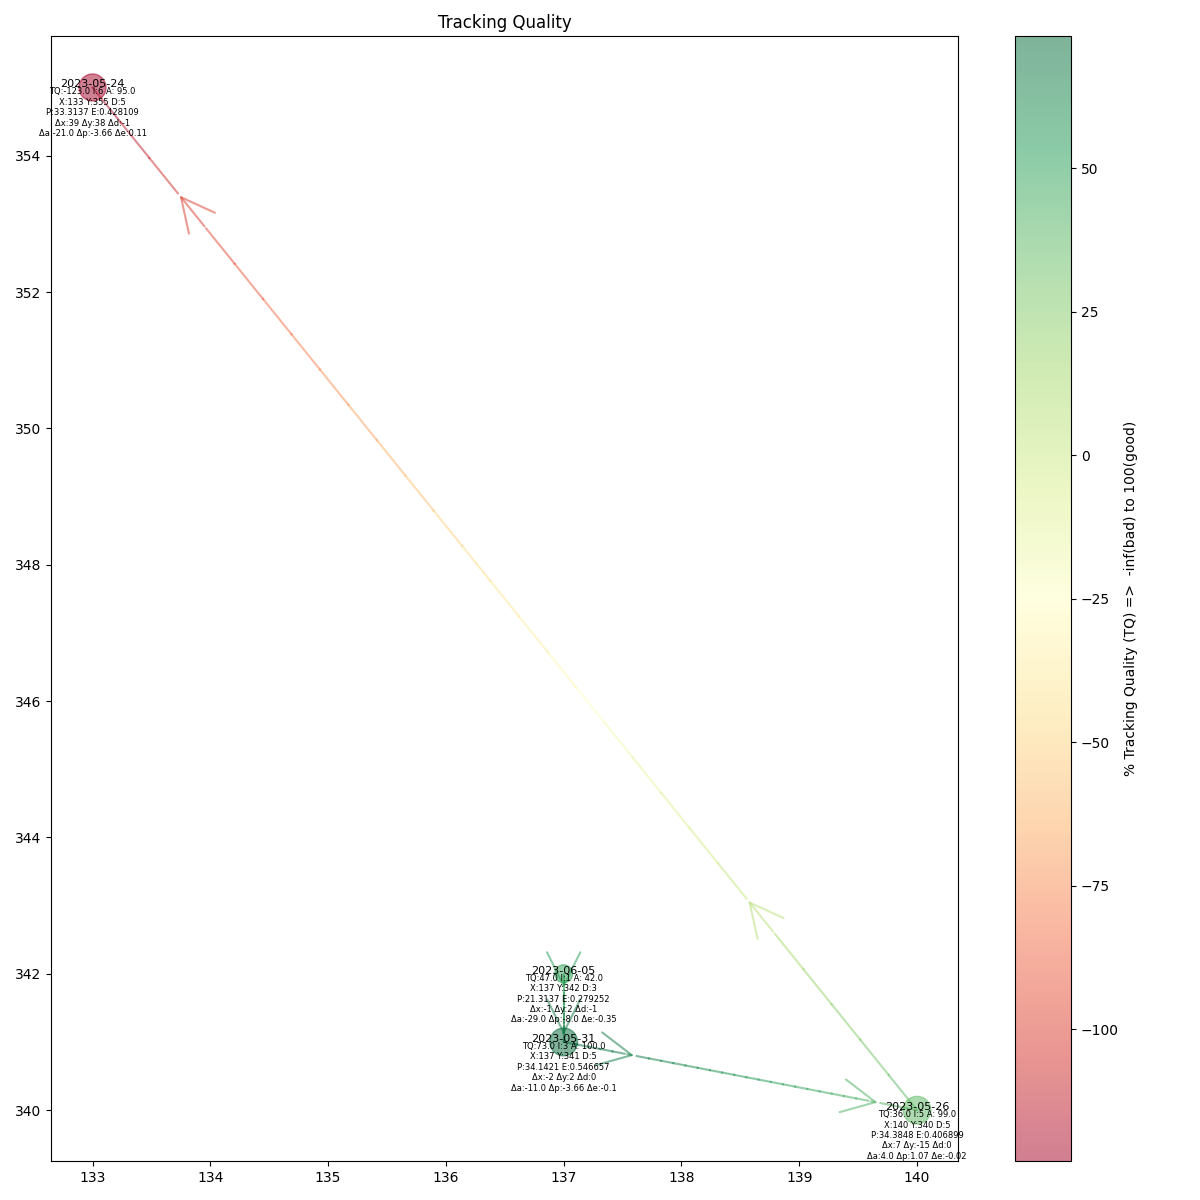 Tracking Quality
2023-05-24
TQ:-123.0 I:6 A: 95.0
X:133 Y:355 D:5
P:33.3137 E:0.428109
Δx:39 Δy:38 Δd:-1
Δa:-21.0 Δp:-3.66 Δe:0.11
2023-06-05
TQ:47.0 I:1 A: 42.0
X:137 Y:342 D:3
P:21.3137 E:0.279252
Δx:-1 Δy:2 Δd:-1
Δa:-29.0 Δp:-8.0 Δe:-0.35
2023-05-31
TQ:73.0 I:3 A: 100.0
X:137 Y:341 D:5
P:34.1421 E:0.546657
Δx:-2 Δy:2 Δd:0
Δa:-11.0 Δp:-3.66 Δe:-0.1
2023-05-26
TQ:36.0 I:5 A: 99.0
X:140 Y:340 D:5
P:34.3848 E:0.406899
Δx:7 Δy:-15 Δd:0
Δa:4.0 Δp:1.07 Δe:-0.02
354
352
350
348
346
344
342
340
133 134 135 136 137 138 139 140
50
25
0
−25
−50
−75
−100
% Tracking Quality (TQ) => -inf(bad) to 100(good)